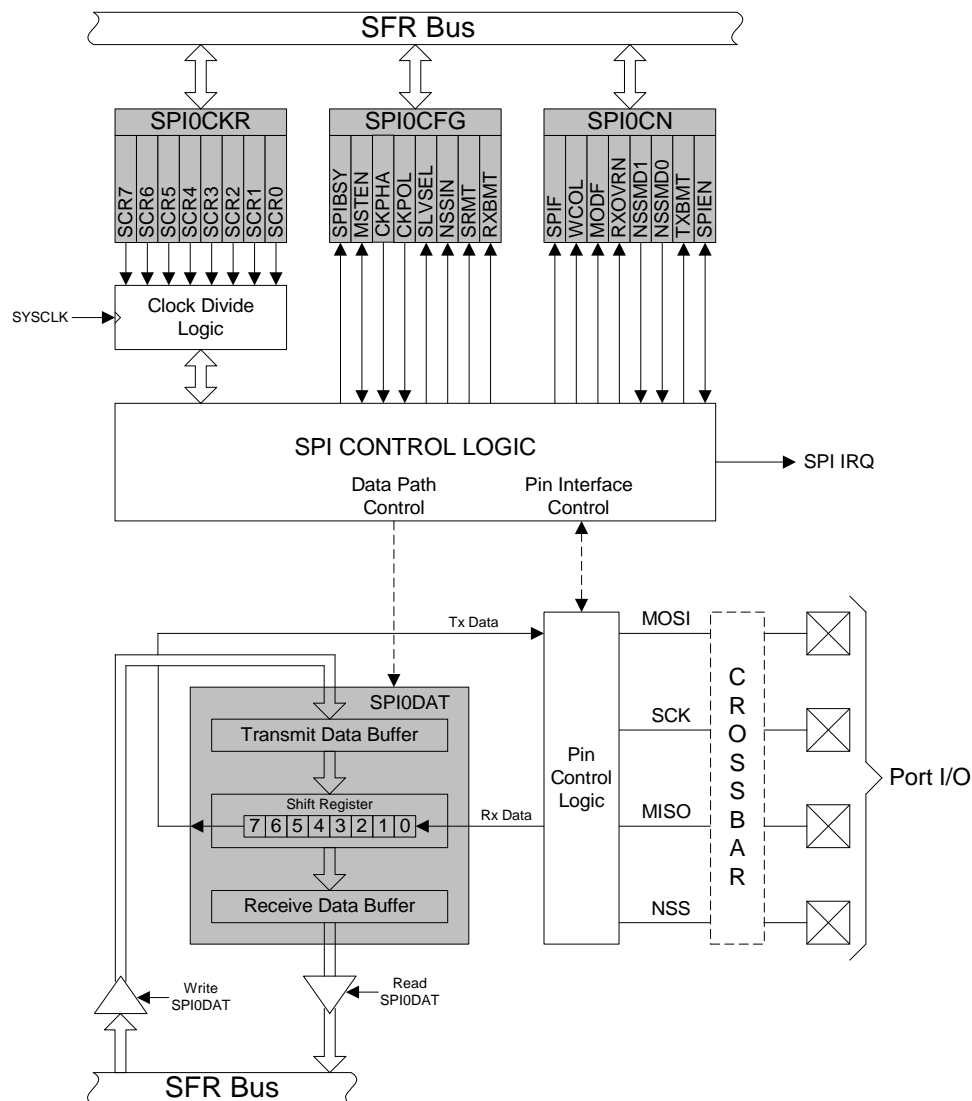 SFR Bus
SPI0CKR
SPI0CFG
SPI0CN
SCR7
SCR6
SCR5
SCR4
SCR3
SCR2
SCR1
SCR0
SPIBSY
MSTEN
CKPHA
CKPOL
SLVSEL
NSSIN
SRMT
RXBMT
SPIF
WCOL
MODF
RXOVRN
NSSMD1
NSSMD0
TXBMT
SPIEN
SYSCLK
Clock Divide
Logic
SPI CONTROL LOGIC
SPI IRQ
Data Path
Control
Pin Interface
Control
Tx Data
MOSI
SPI0DAT
Transmit Data Buffer
SCK
Pin
Control
Logic
CROSSBAR
Port I/O
Shift Register
7 6 5 4 3 2 1 0
Rx Data
MISO
Receive Data Buffer
NSS
Write
SPI0DAT
Read
SPI0DAT
SFR Bus